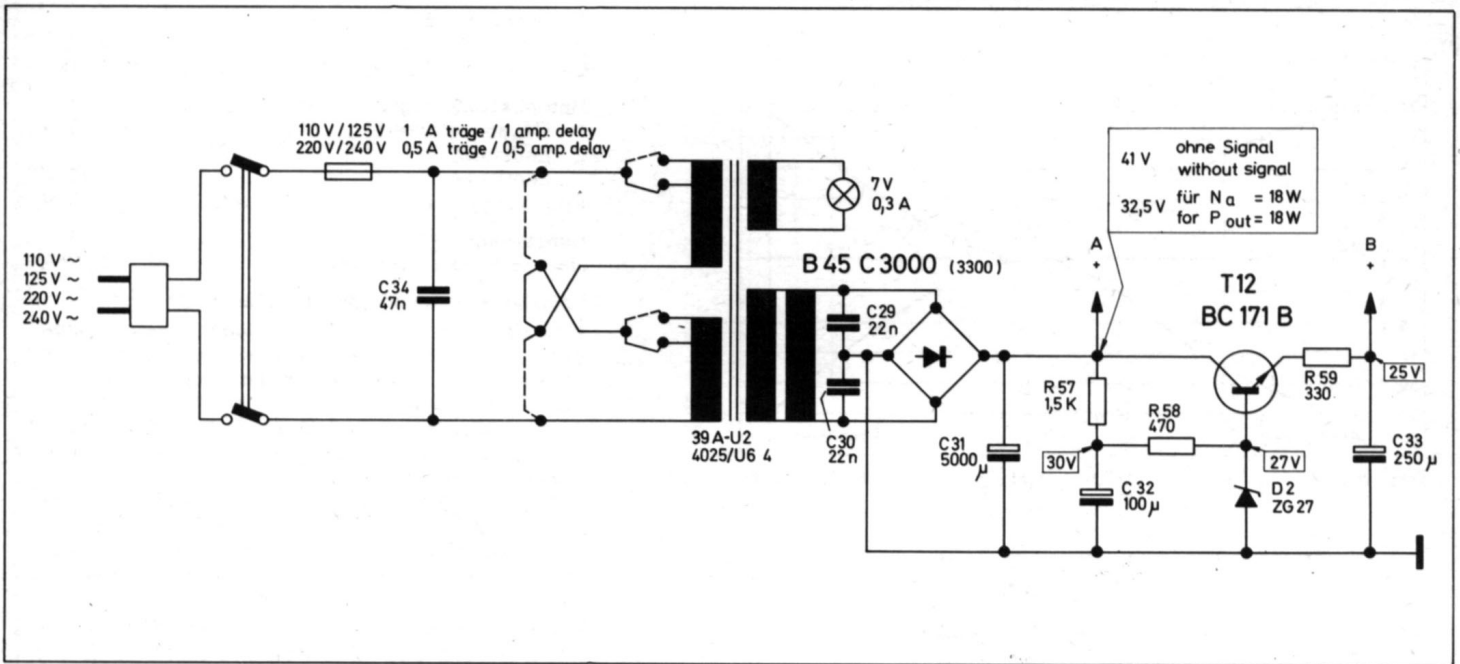 110 V/125 V 1 A träge / 1 amp. delay
220 V/240 V 0,5 A träge / 0,5 amp. delay
110 V ~
125 V ~
220 V ~
240 V ~
C 34
47n
7 V
0,3 A
39 A-U2
4025/U6 4
B 45 C 3000 (3300)
C 29
22 n
C 30
22 n
C 31
5000 µ
41 V ohne Signal
without signal
32,5 V für N a = 18 W
for P out = 18 W
A
+
R 57
1,5 K
30V
C 32
100 µ
R 58
470
T 12
BC 171 B
27V
D 2
ZG 27
R 59
330
B
+
25 V
C 33
250 µ